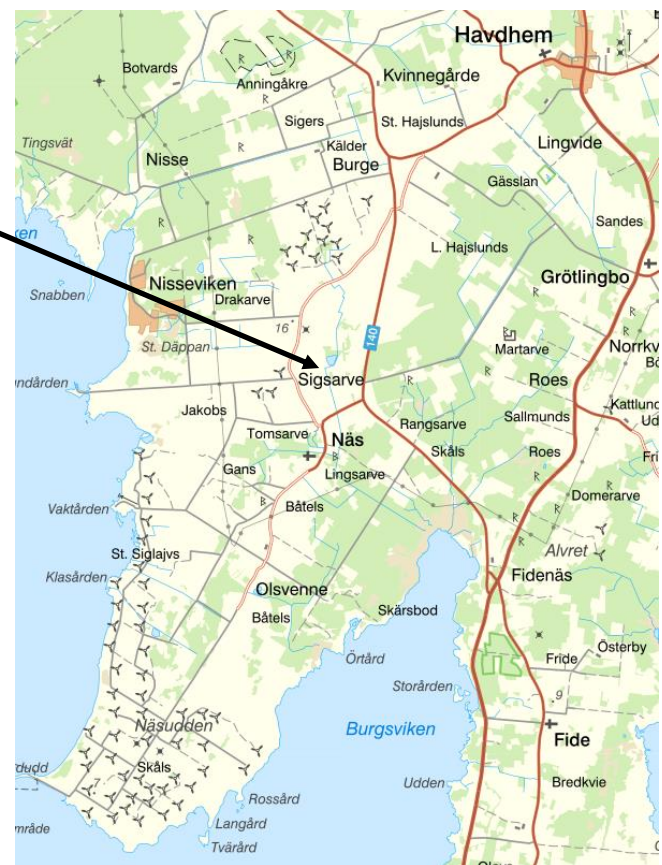 Havdhem
Botvards
Anningåkre
Kvinnegårde
Sigers
St. Hajslunds
Tingsvät
Kälder
Lingvide
Nisse
Burge
Gässlan
Sandes
L. Hajslunds
Grötlingbo
Nisseviken
Snabben
Drakarve
16
140
Martarve
St. Däppan
Sigsarve
Roes
Jakobs
Sallmunds
Rangsarve
Tomsarve
Näs
Skåls
Roes
Gans
Lingsarve
Domerarve
Vaktården
Båtels
St. Siglajvs
Alvret
Klasården
Fidenäs
Olsvenne
Båtels
Skärsbod
Österby
Örtård
Fride
Storården
9
Näsudden
Burgsviken
Fide
Skåls
Udden
Bredkvie
Rossård
Langård
Tvärård